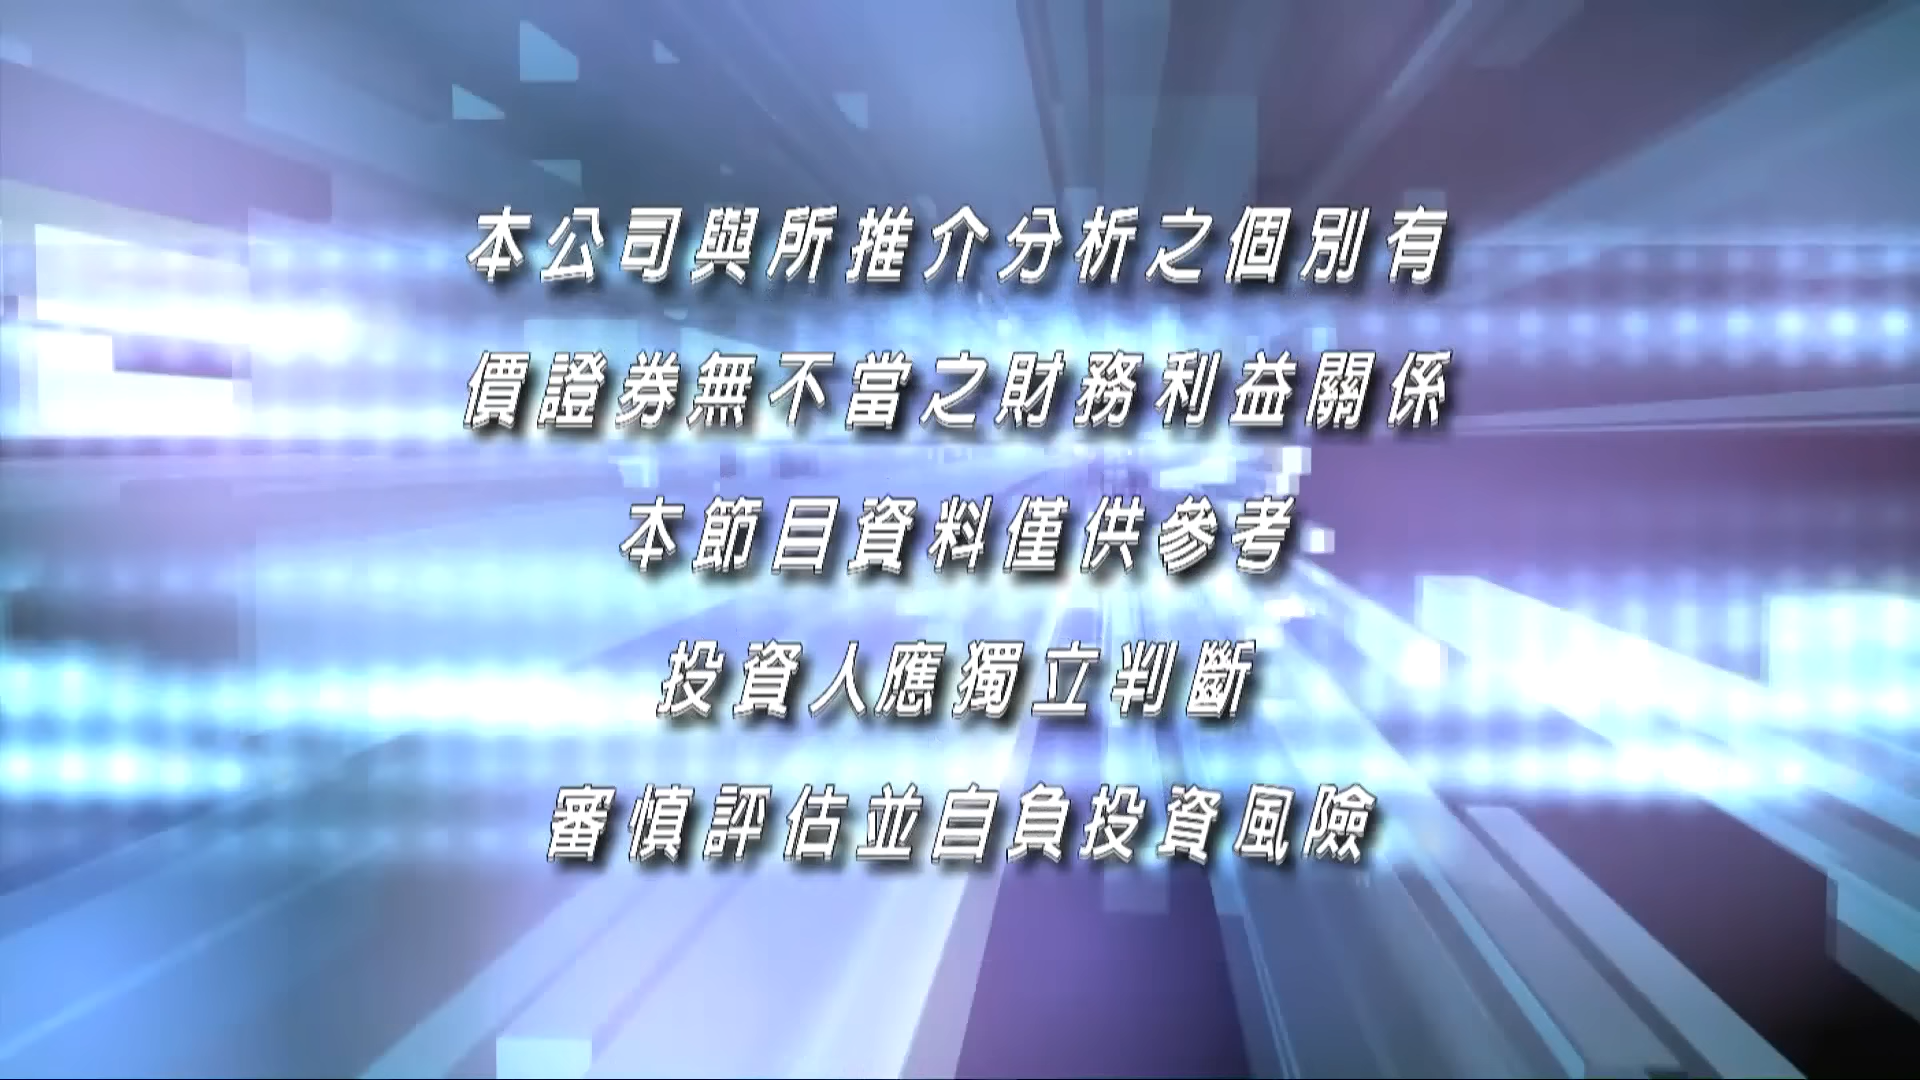 本公司與所推介分析之個別有
價證券無不當之財務利益關係
本節目資料僅供參考
投資人應獨立判斷
審慎評估並自負投資風險